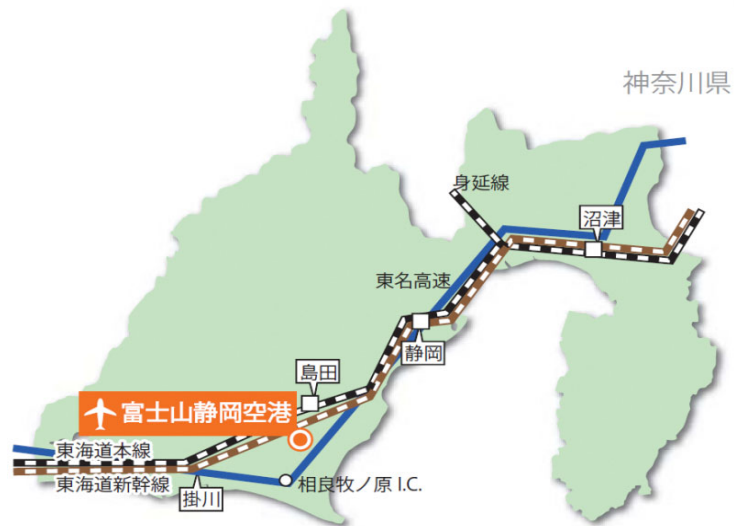 神奈川県
身延線
沼津
東名高速
静岡
島田
富士山静岡空港
東海道本線
東海道新幹線
掛川
相良牧ノ原 I.C.